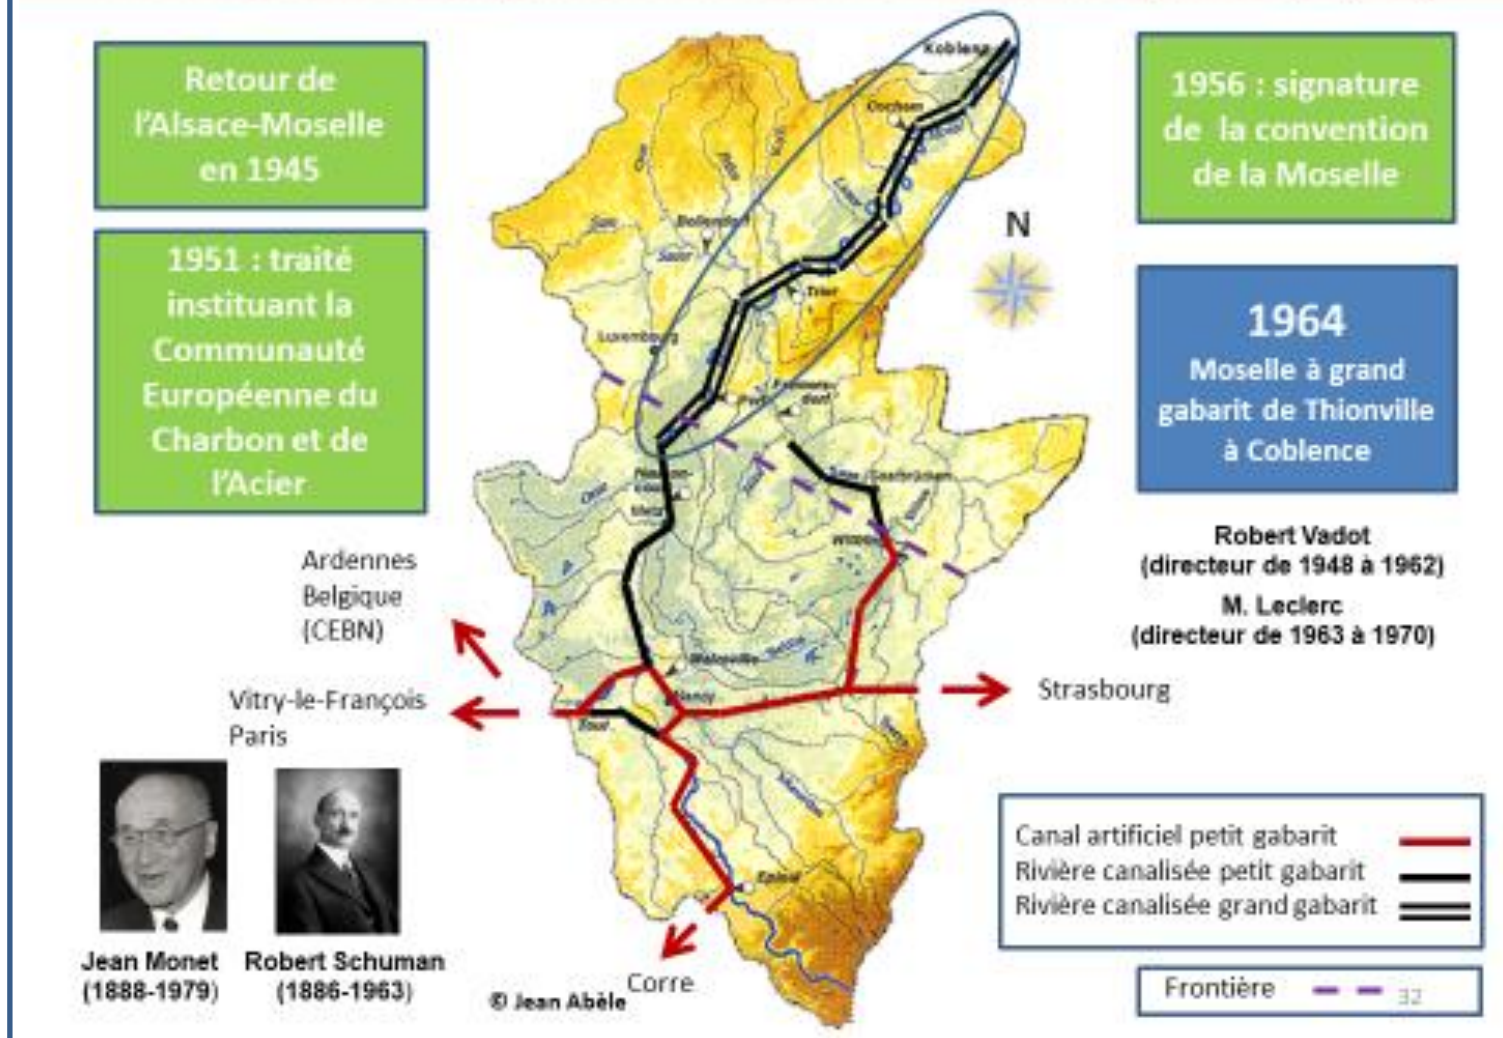 Retour de
l'Alsace-Moselle
en 1945
1951 : traité
instituant la
Communauté
Européenne du
Charbon et de
l'Acier
1956 : signature
de la convention
de la Moselle
1964
Moselle à grand
gabarit de Thionville
à Coblence
Robert Vadot
(directeur de 1948 à 1962)
M. Leclerc
(directeur de 1963 à 1970)
N
Koblenz
Cochem
Bollendorf
Sauer
Trier
Luxembourg
Perl
Metz
Nancy
Toul
Epinal
Ardennes
Belgique
(CEBN)
Vitry-le-François
Paris
Strasbourg
Corre
Jean Monet
(1888-1979)
Robert Schuman
(1886-1963)
© Jean Abèle
Canal artificiel petit gabarit
Rivière canalisée petit gabarit
Rivière canalisée grand gabarit
Frontière
32